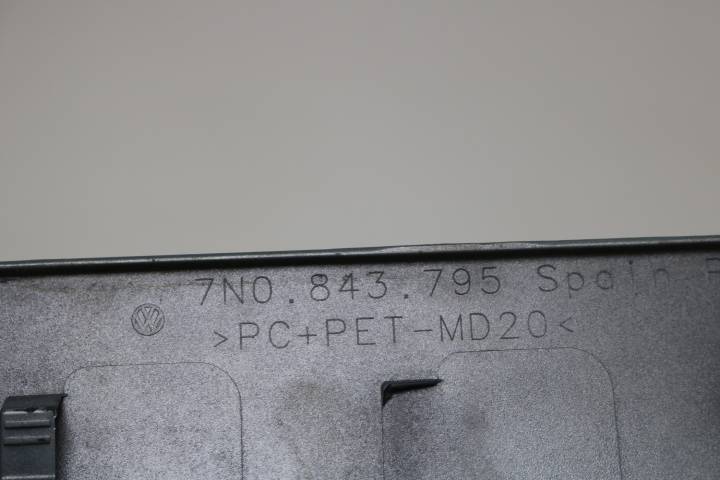 7N0.843.795 Spain
>PC+PET-MD20<